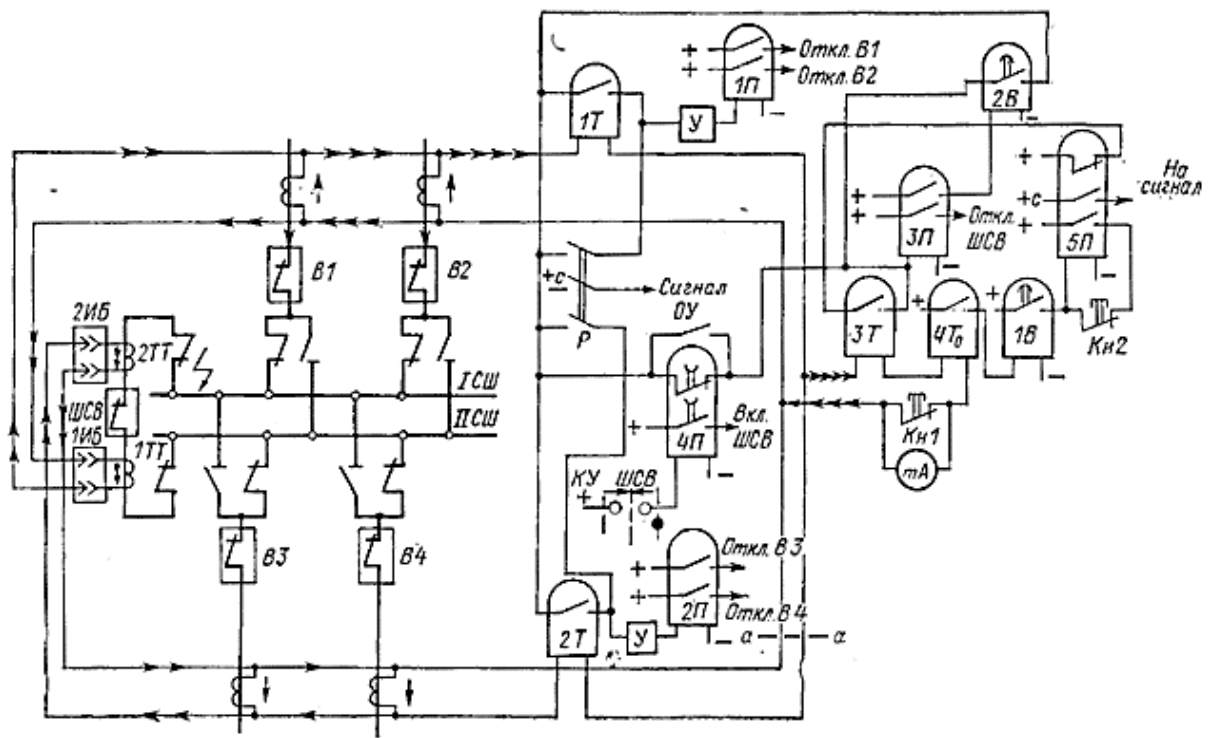 + Откл. В1
+ Откл. В2
1П
1Т
У
2В
–
–
+
+с
+
На
сигнал
5П
–
+
+
Откл.
ШСВ
3П
–
В1
В2
+с
–
Сигнал
ОУ
Р
2ИБ
2ТТ
ШСВ
1ИБ
1ТТ
I СШ
II СШ
3Т
+
4Т₀
+
1В
–
Кн2
Кн1
mA
+
Вкл.
ШСВ
4П
–
КУ
+
ШСВ
В3
В4
+
+
Откл. В3
Откл. В4
2П
–
2Т
У
а — а